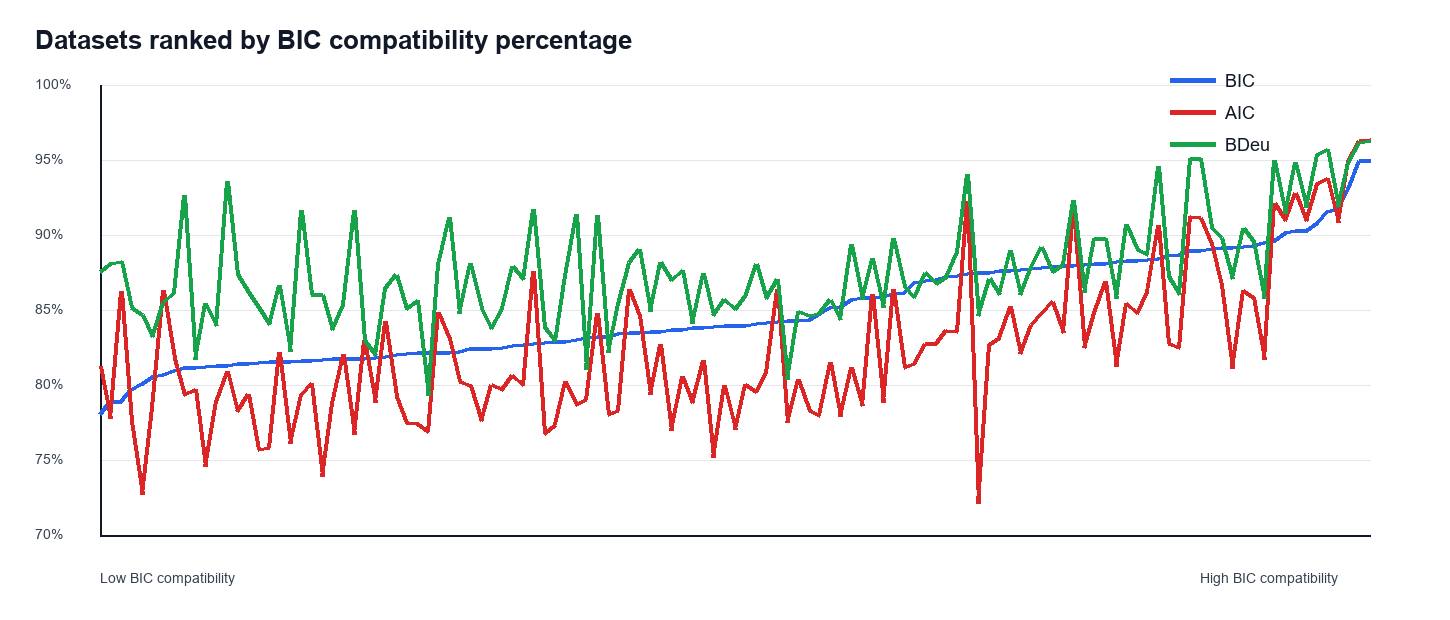 Datasets ranked by BIC compatibility percentage
100%
BIC
AIC
BDeu
95%
90%
85%
80%
75%
70%
Low BIC compatibility
High BIC compatibility